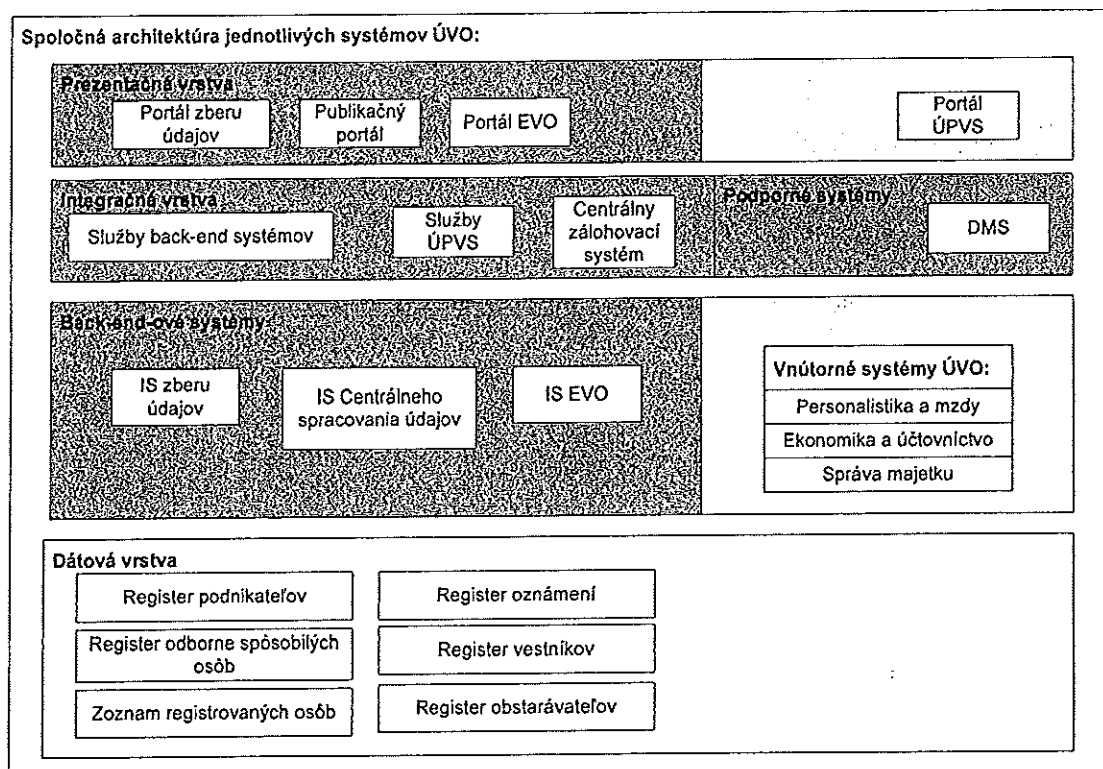 Spoločná architektúra jednotlivých systémov ÚVO:
Prezentačná vrstva
Portál zberu
údajov
Publikačný
portál
Portál EVO
Portál
ÚPVS
Integračná vrstva
Služby back-end systémov
Služby
ÚPVS
Centrálny
zálohovací
systém
Podporné systémy
DMS
Back-end-ové systémy
IS zberu
údajov
IS Centrálneho
spracovania údajov
IS EVO
Vnútorné systémy ÚVO:
Personalistika a mzdy
Ekonomika a účtovníctvo
Správa majetku
Dátová vrstva
Register podnikateľov
Register oznámení
Register odborne spôsobilých
osôb
Register vestníkov
Zoznam registrovaných osôb
Register obstarávateľov